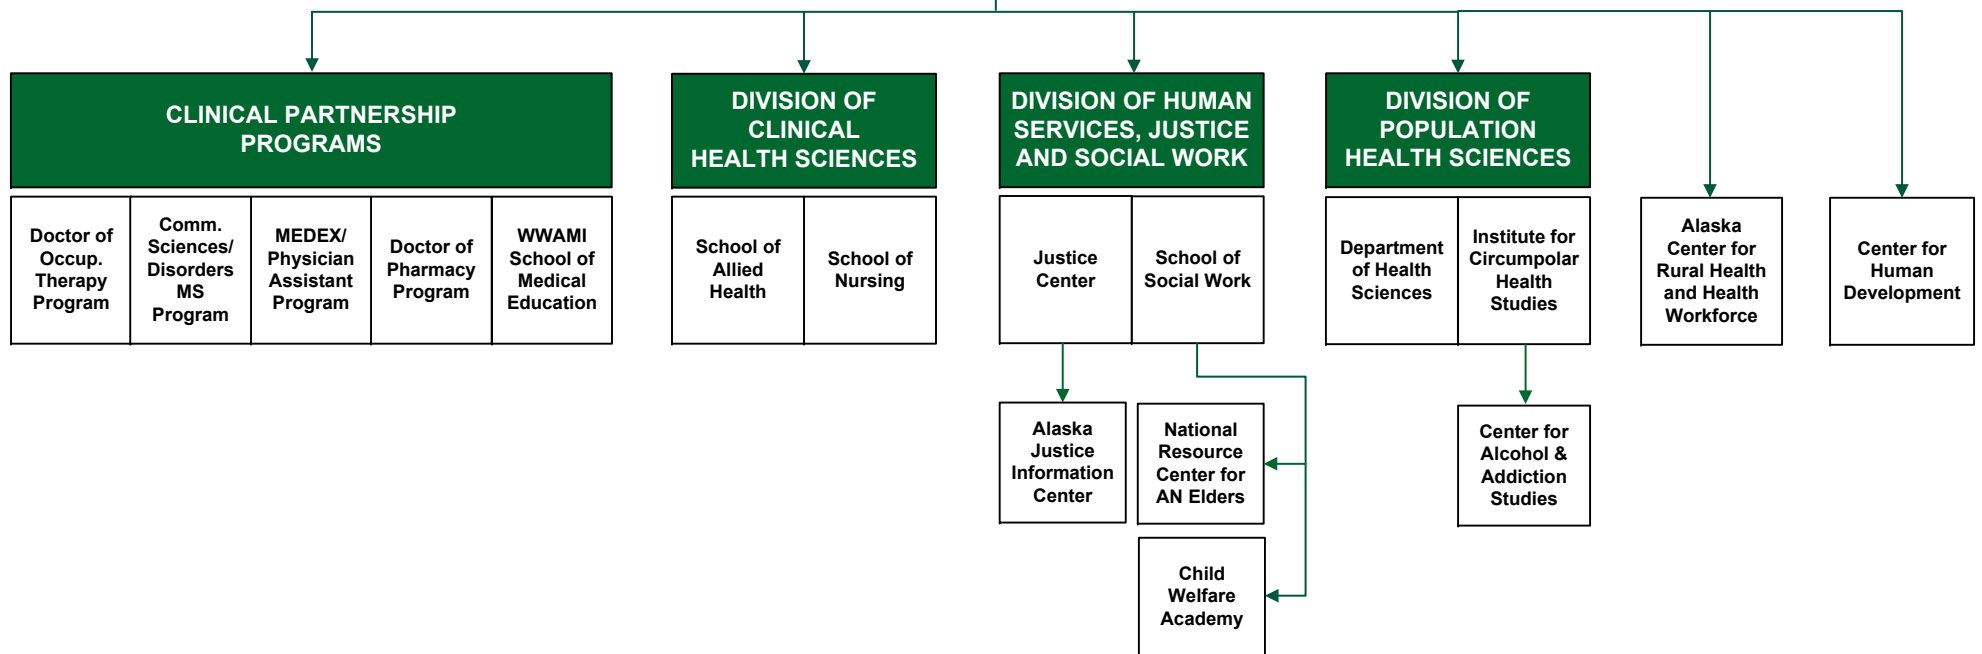 CLINICAL PARTNERSHIP
PROGRAMS
DIVISION OF
CLINICAL
HEALTH SCIENCES
DIVISION OF HUMAN
SERVICES, JUSTICE
AND SOCIAL WORK
DIVISION OF
POPULATION
HEALTH SCIENCES
Doctor of
Occup.
Therapy
Program
Comm.
Sciences/
Disorders
MS
Program
MEDEX/
Physician
Assistant
Program
Doctor of
Pharmacy
Program
WWAMI
School of
Medical
Education
School of
Allied
Health
School of
Nursing
Justice
Center
School of
Social Work
Department
of Health
Sciences
Institute for
Circumpolar
Health
Studies
Alaska
Center for
Rural Health
and Health
Workforce
Center for
Human
Development
Alaska
Justice
Information
Center
National
Resource
Center for
AN Elders
Center for
Alcohol &
Addiction
Studies
Child
Welfare
Academy